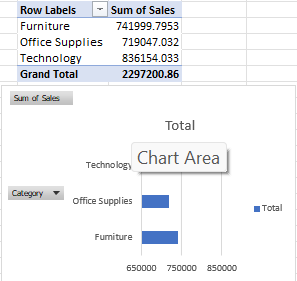 Row Labels Sum of Sales
Furniture 741999.7953
Office Supplies 719047.032
Technology 836154.033
Grand Total 2297200.86
Sum of Sales
Total
Technology
Chart Area
Category
Office Supplies
Total
Furniture
650000 750000 850000